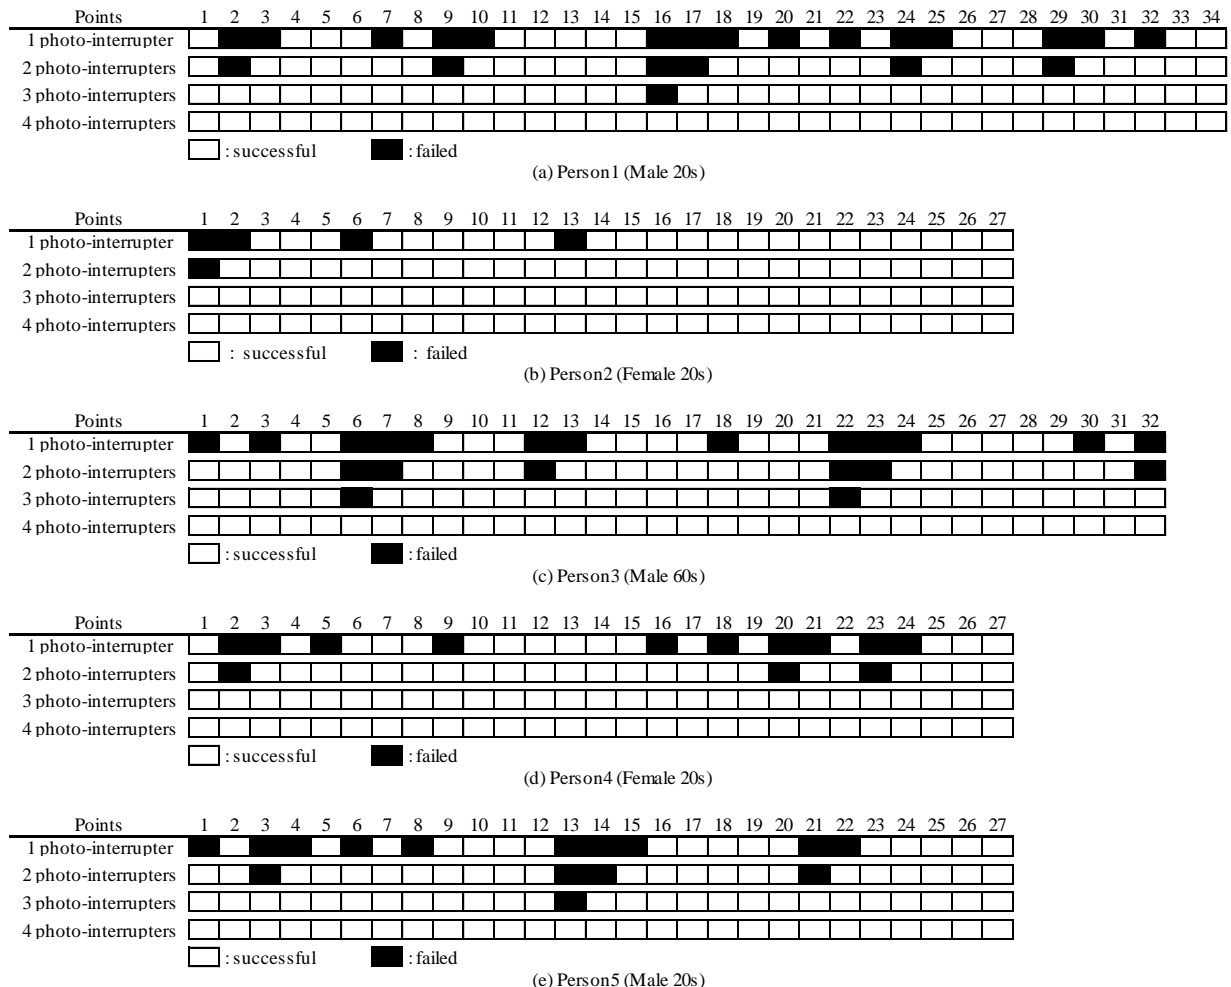 Points 1 2 3 4 5 6 7 8 9 10 11 12 13 14 15 16 17 18 19 20 21 22 23 24 25 26 27 28 29 30 31 32 33 34
1 photo-interrupter
2 photo-interrupters
3 photo-interrupters
4 photo-interrupters
: successful : failed
(a) Person1 (Male 20s)
Points 1 2 3 4 5 6 7 8 9 10 11 12 13 14 15 16 17 18 19 20 21 22 23 24 25 26 27
1 photo-interrupter
2 photo-interrupters
3 photo-interrupters
4 photo-interrupters
: successful : failed
(b) Person2 (Female 20s)
Points 1 2 3 4 5 6 7 8 9 10 11 12 13 14 15 16 17 18 19 20 21 22 23 24 25 26 27 28 29 30 31 32
1 photo-interrupter
2 photo-interrupters
3 photo-interrupters
4 photo-interrupters
: successful : failed
(c) Person3 (Male 60s)
Points 1 2 3 4 5 6 7 8 9 10 11 12 13 14 15 16 17 18 19 20 21 22 23 24 25 26 27
1 photo-interrupter
2 photo-interrupters
3 photo-interrupters
4 photo-interrupters
: successful : failed
(d) Person4 (Female 20s)
Points 1 2 3 4 5 6 7 8 9 10 11 12 13 14 15 16 17 18 19 20 21 22 23 24 25 26 27
1 photo-interrupter
2 photo-interrupters
3 photo-interrupters
4 photo-interrupters
: successful : failed
(e) Person5 (Male 20s)